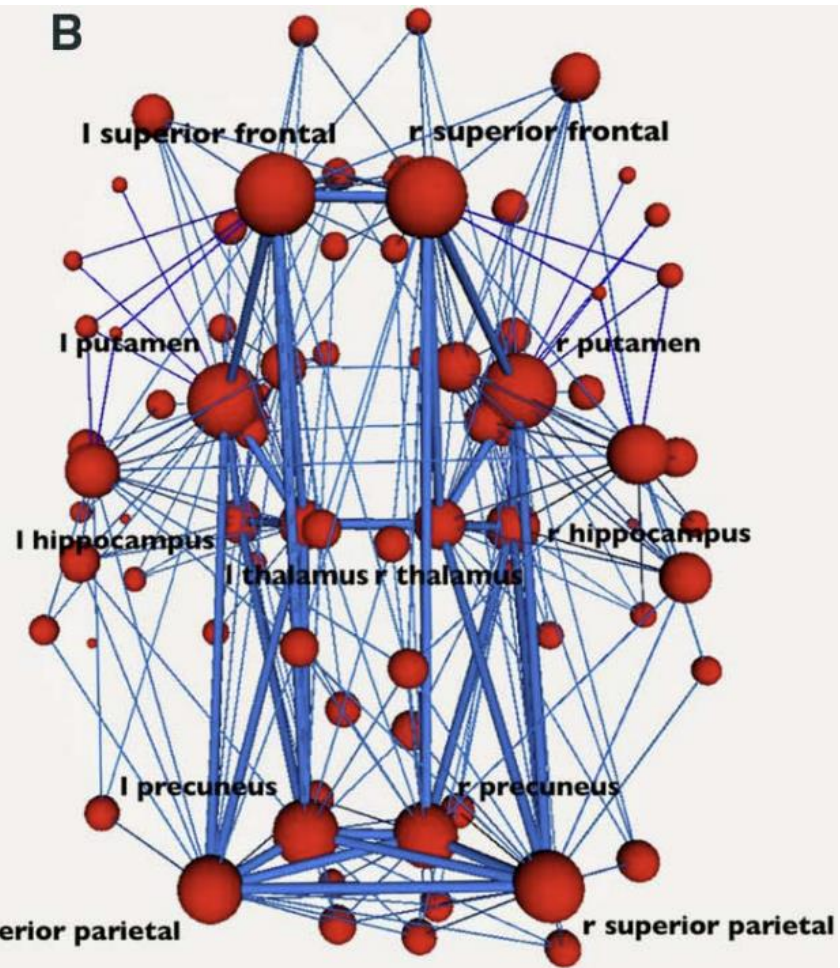 B
l superior frontal
r superior frontal
l putamen
r putamen
l hippocampus
r hippocampus
l thalamus
r thalamus
l precuneus
r precuneus
erior parietal
r superior parietal